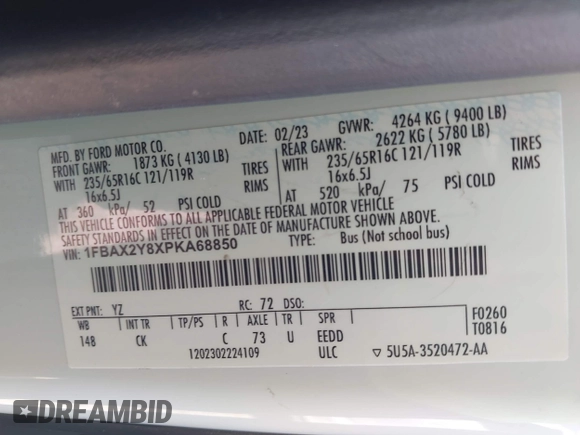 MFD. BY FORD MOTOR CO.
DATE: 02/23 GVWR: 4264 KG ( 9400 LB)
FRONT GAWR: 1873 KG ( 4130 LB) REAR GAWR: 2622 KG ( 5780 LB)
WITH 235/65R16C 121/119R TIRES WITH 235/65R16C 121/119R TIRES
16x6.5J RIMS 16x6.5J RIMS
AT 360 kPa/ 52 PSI COLD AT 520 kPa/ 75 PSI COLD
THIS VEHICLE CONFORMS TO ALL APPLICABLE FEDERAL MOTOR VEHICLE
SAFETY STANDARDS IN EFFECT ON THE DATE OF MANUFACTURE SHOWN ABOVE.
VIN: 1FBAX2Y8XPKA68850 TYPE: Bus (Not school bus)
EXT PNT: YZ RC: 72 DSO:
WB INT TR TP/PS R AXLE TR SPR F0260
148 CK C 73 U EEDD T0816
1202302224109 ULC ▽ 5U5A-3520472-AA
DREAMBID